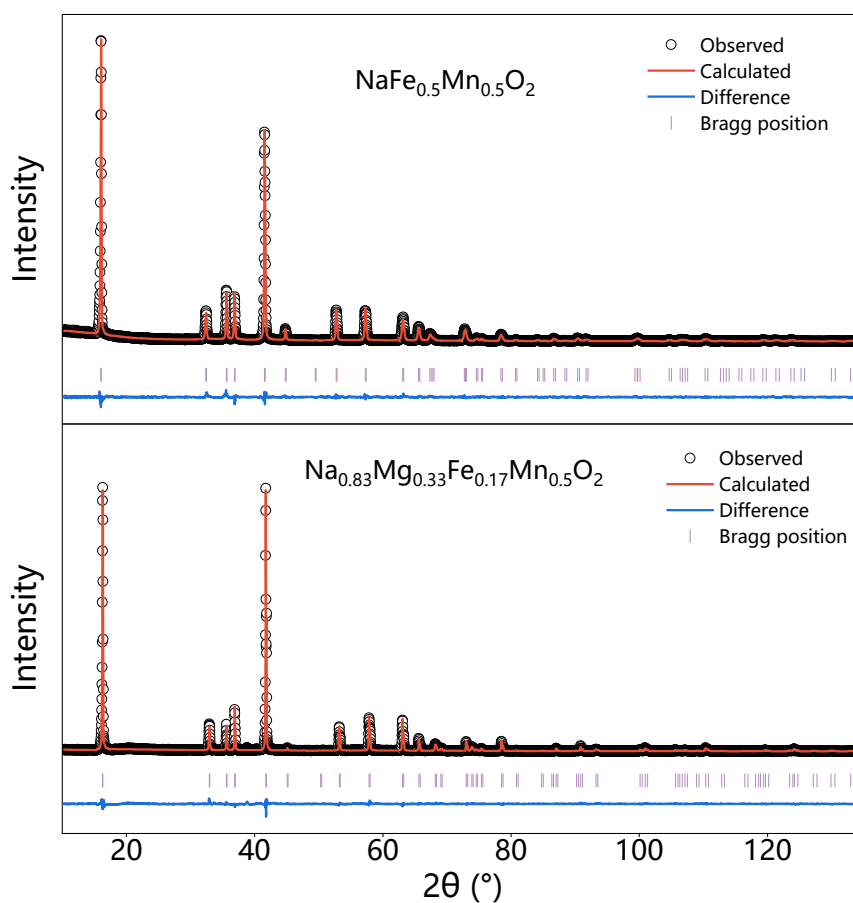 NaFe₀.₅Mn₀.₅O₂
Observed
Calculated
Difference
Bragg position
Intensity
Na₀.₈₃Mg₀.₃₃Fe₀.₁₇Mn₀.₅O₂
Observed
Calculated
Difference
Bragg position
Intensity
20 40 60 80 100 120
2θ (°)